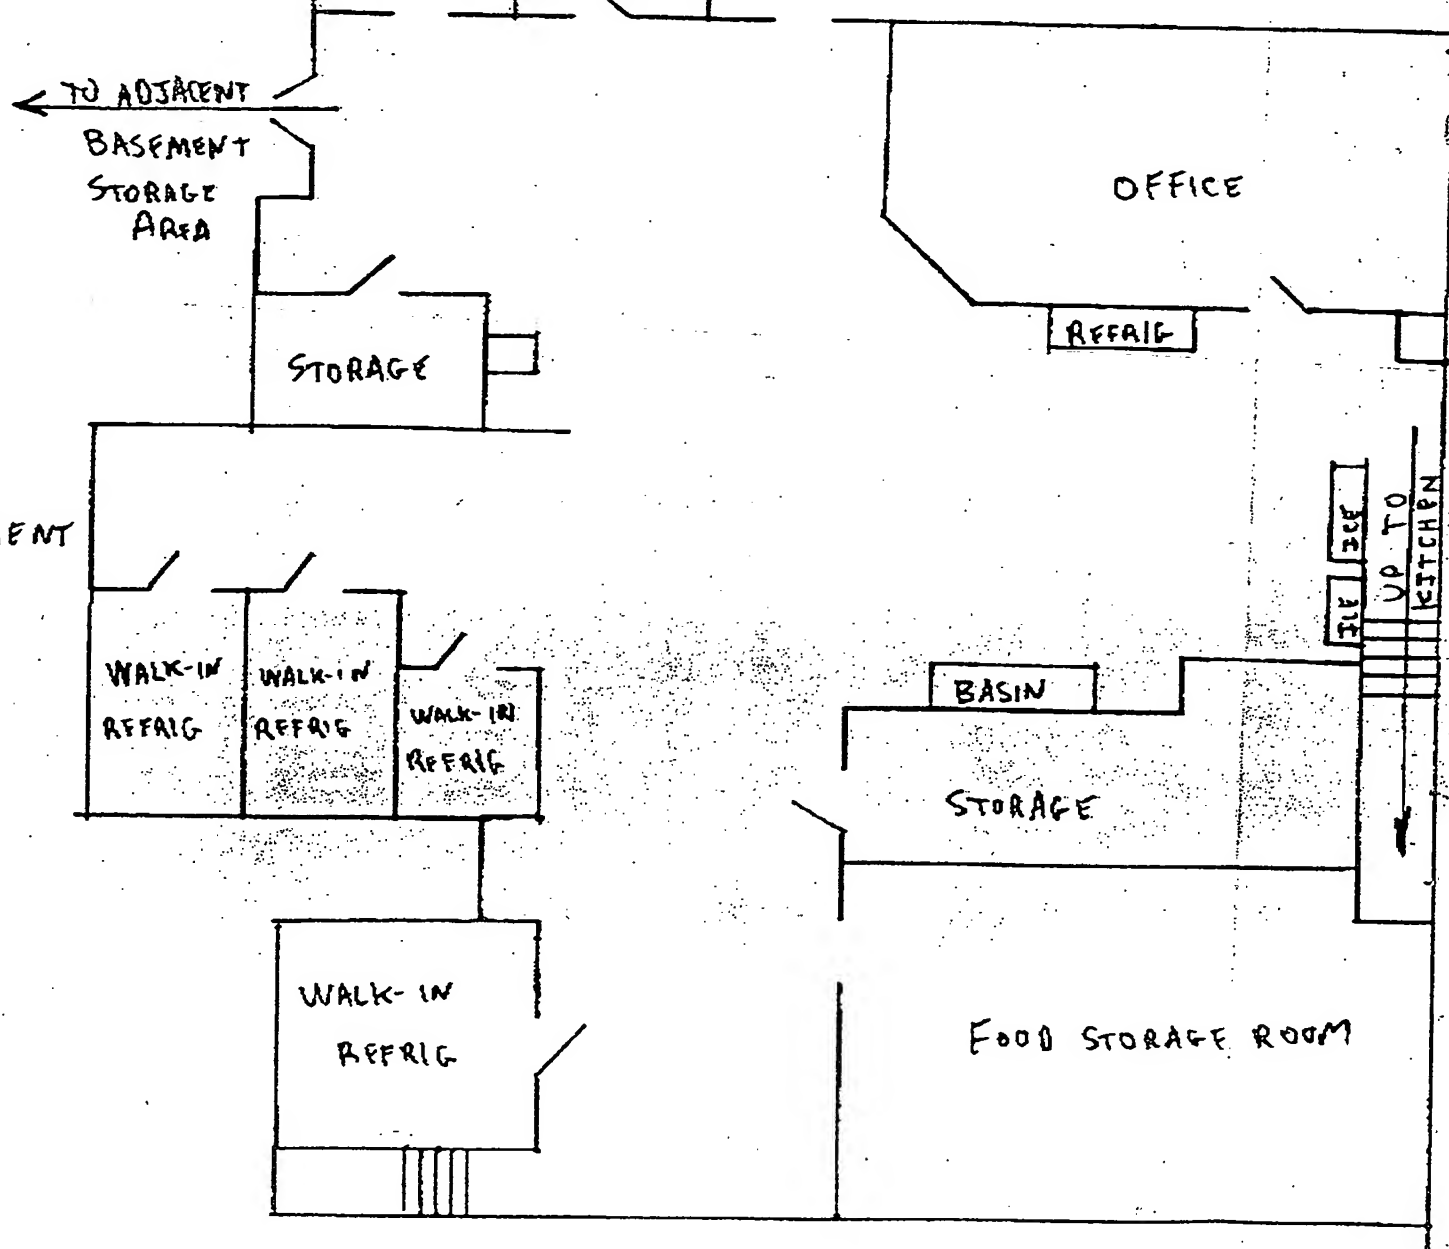 TO ADJACENT
BASEMENT
STORAGE
AREA
OFFICE
REFRIG
STORAGE
ENT
ICE
ICE
UP TO
KITCHEN
WALK-IN
REFRIG
WALK-IN
REFRIG
WALK-IN
REFRIG
BASIN
STORAGE
WALK-IN
REFRIG
FOOD STORAGE ROOM